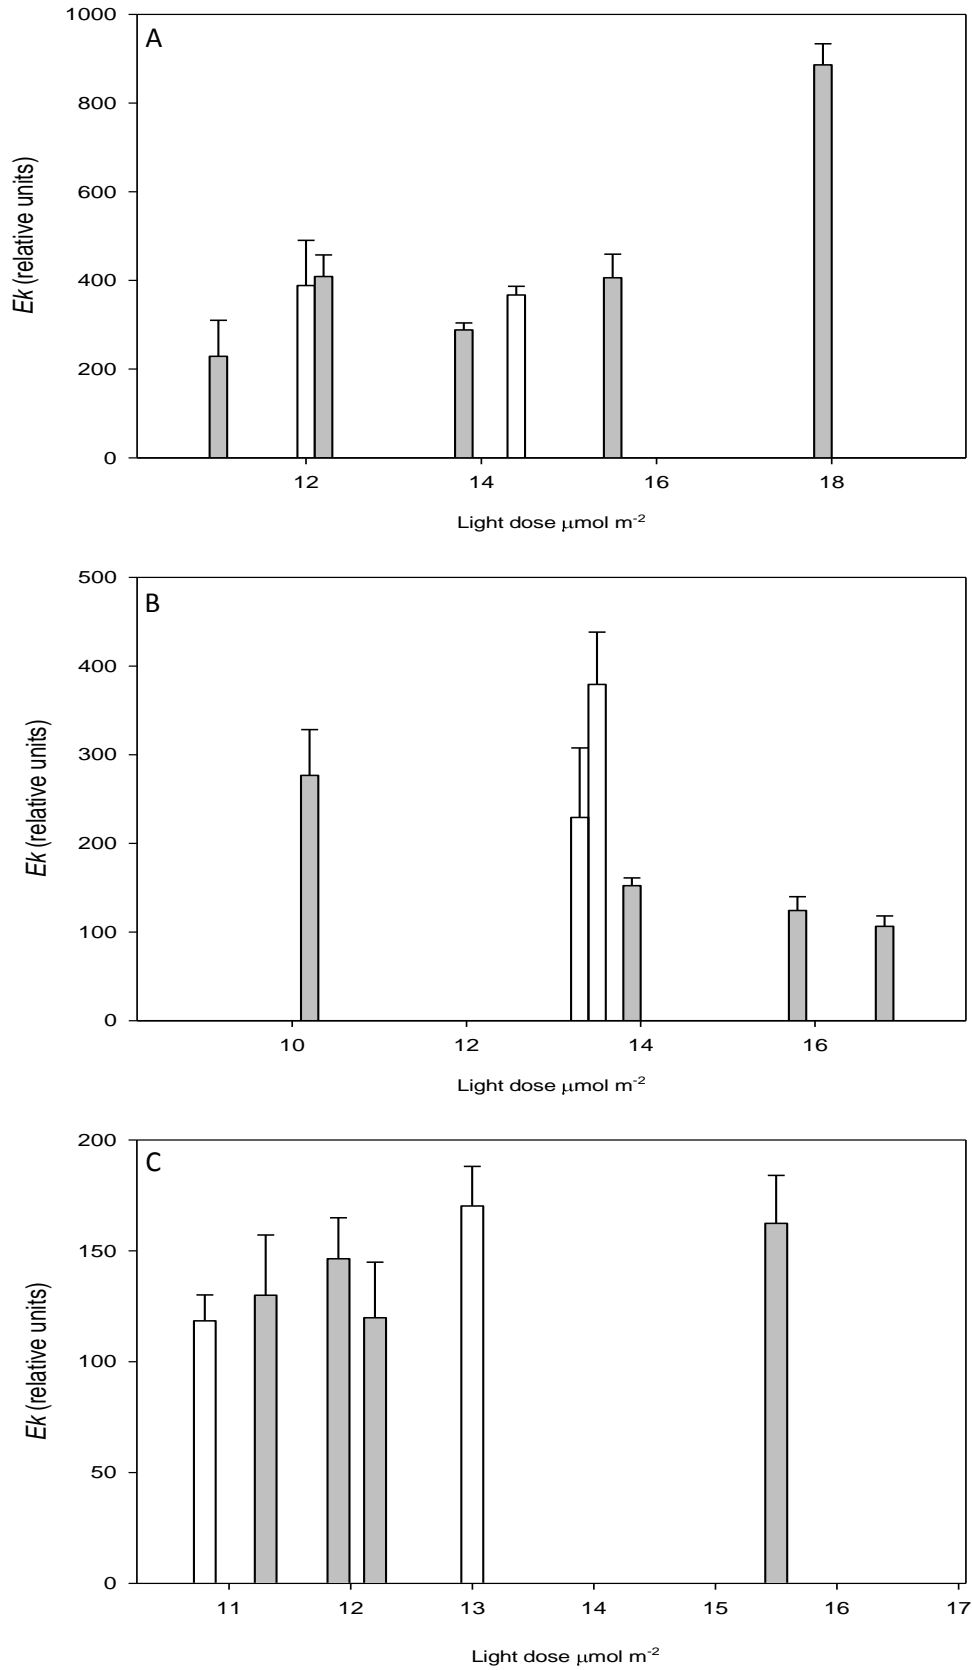 A
1000
800
600
400
200
0
Ek (relative units)
12 14 16 18
Light dose μmol m-2
B
500
400
300
200
100
0
Ek (relative units)
10 12 14 16
Light dose μmol m-2
C
200
150
100
50
0
Ek (relative units)
11 12 13 14 15 16 17
Light dose μmol m-2